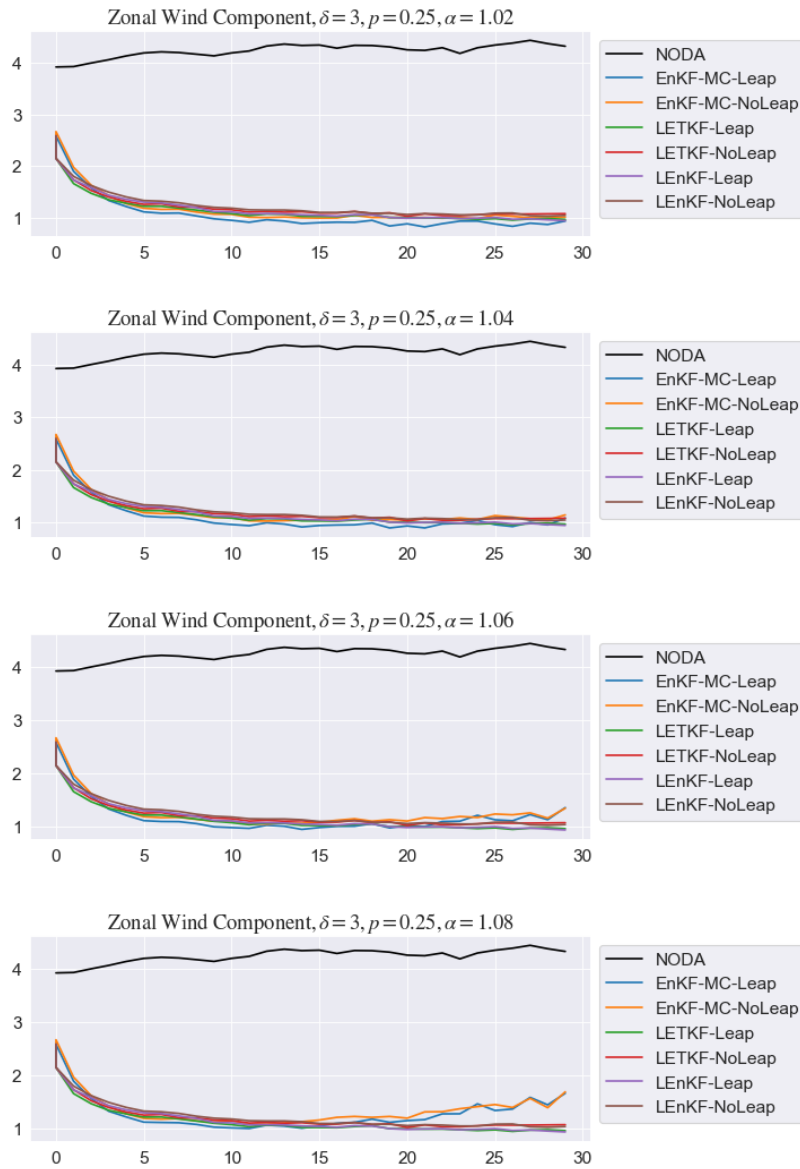 Zonal Wind Component, δ = 3, p = 0.25, α = 1.02
4
3
2
1
0 5 10 15 20 25 30
NODA
EnKF-MC-Leap
EnKF-MC-NoLeap
LETKF-Leap
LETKF-NoLeap
LEnKF-Leap
LEnKF-NoLeap
Zonal Wind Component, δ = 3, p = 0.25, α = 1.04
4
3
2
1
0 5 10 15 20 25 30
NODA
EnKF-MC-Leap
EnKF-MC-NoLeap
LETKF-Leap
LETKF-NoLeap
LEnKF-Leap
LEnKF-NoLeap
Zonal Wind Component, δ = 3, p = 0.25, α = 1.06
4
3
2
1
0 5 10 15 20 25 30
NODA
EnKF-MC-Leap
EnKF-MC-NoLeap
LETKF-Leap
LETKF-NoLeap
LEnKF-Leap
LEnKF-NoLeap
Zonal Wind Component, δ = 3, p = 0.25, α = 1.08
4
3
2
1
0 5 10 15 20 25 30
NODA
EnKF-MC-Leap
EnKF-MC-NoLeap
LETKF-Leap
LETKF-NoLeap
LEnKF-Leap
LEnKF-NoLeap